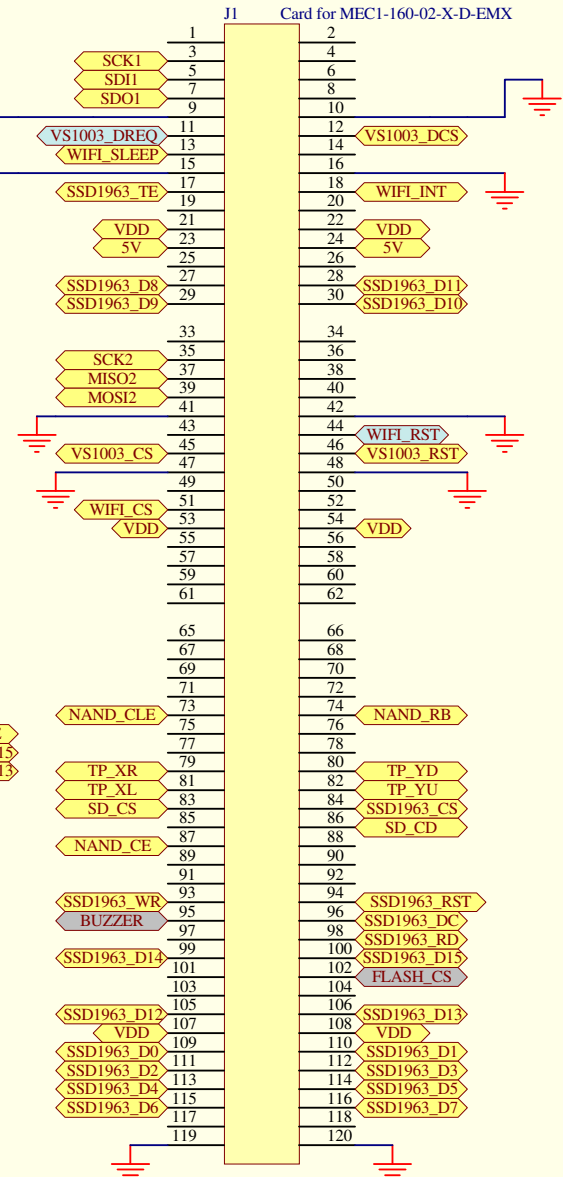 J1 Card for MEC1-160-02-X-D-EMX
1 2
SCK1 3 4
SDI1 5 6
SDO1 7 8
9 10
VS1003_DREQ 11 12 VS1003_DCS
WIFI_SLEEP 13 14
15 16
SSD1963_TE 17 18 WIFI_INT
19 20
VDD 21 22 VDD
5V 23 24 5V
25 26
SSD1963_D8 27 28 SSD1963_D11
SSD1963_D9 29 30 SSD1963_D10
33 34
SCK2 35 36
MISO2 37 38
MOSI2 39 40
41 42
43 44 WIFI_RST
VS1003_CS 45 46 VS1003_RST
47 48
49 50
WIFI_CS 51 52
VDD 53 54 VDD
55 56
57 58
59 60
61 62
65 66
67 68
69 70
71 72
NAND_CLE 73 74 NAND_RB
75 76
15 77 78
13 TP_XR 79 80 TP_YD
TP_XL 81 82 TP_YU
SD_CS 83 84 SSD1963_CS
85 86 SD_CD
NAND_CE 87 88
89 90
91 92
SSD1963_WR 93 94 SSD1963_RST
BUZZER 95 96 SSD1963_DC
97 98 SSD1963_RD
SSD1963_D14 99 100 SSD1963_D15
101 102 FLASH_CS
103 104
SSD1963_D12 105 106 SSD1963_D13
VDD 107 108 VDD
SSD1963_D0 109 110 SSD1963_D1
SSD1963_D2 111 112 SSD1963_D3
SSD1963_D4 113 114 SSD1963_D5
SSD1963_D6 115 116 SSD1963_D7
117 118
119 120